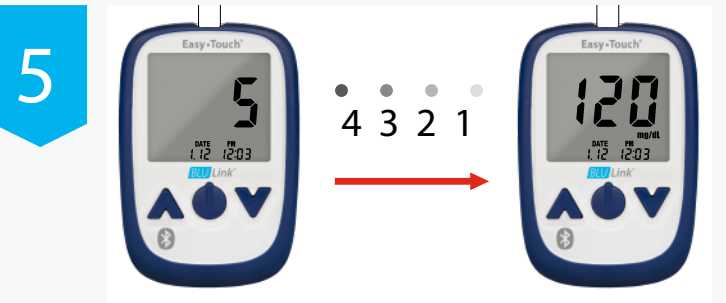 5
Easy•Touch®
5
DATE PM
1.12 12:03
BLU Link®
4 3 2 1
Easy•Touch®
120
mg/dL
DATE PM
1.12 12:03
BLU Link®